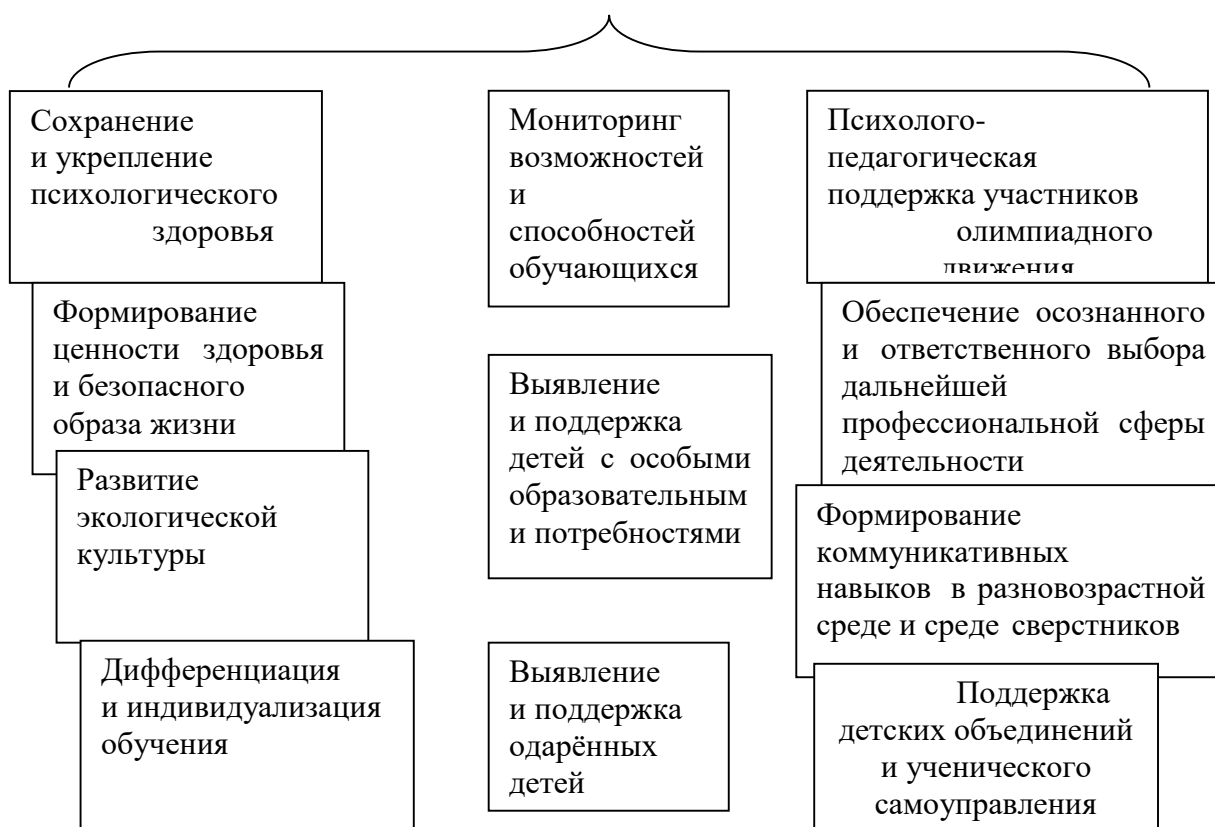 Сохранение
и укрепление
психологического
здоровья
Формирование
ценности здоровья
и безопасного
образа жизни
Развитие
экологической
культуры
Дифференциация
и индивидуализация
обучения
Мониторинг
возможностей
и
способностей
обучающихся
Выявление
и поддержка
детей с особыми
образовательным
и потребностями
Выявление
и поддержка
одарённых
детей
Психолого-
педагогическая
поддержка участников
олимпиадного
движения
Обеспечение осознанного
и ответственного выбора
дальнейшей
профессиональной сферы
деятельности
Формирование
коммуникативных
навыков в разновозрастной
среде и среде сверстников
Поддержка
детских объединений
и ученического
самоуправления